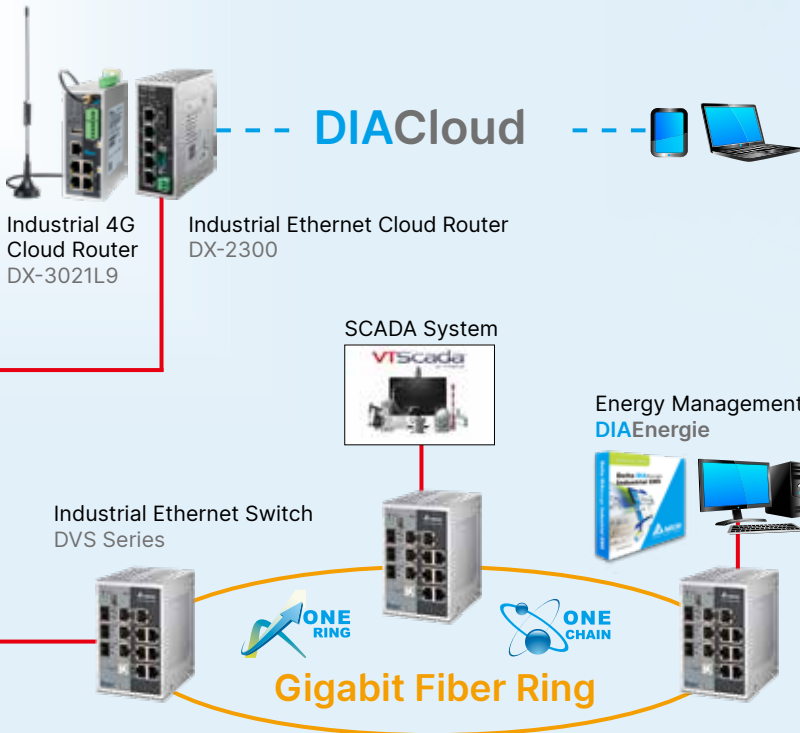 DIACloud
Industrial 4G
Cloud Router
DX-3021L9
Industrial Ethernet Cloud Router
DX-2300
SCADA System
VTScada
Energy Management
DIAEnergie
Industrial Ethernet Switch
DVS Series
ONE
RING
ONE
CHAIN
Gigabit Fiber Ring